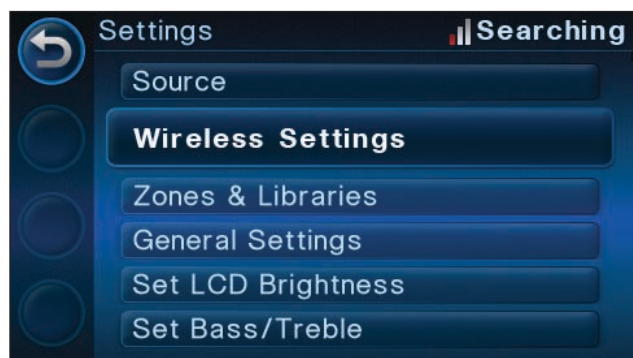 Settings Searching
Source
Wireless Settings
Zones & Libraries
General Settings
Set LCD Brightness
Set Bass/Treble